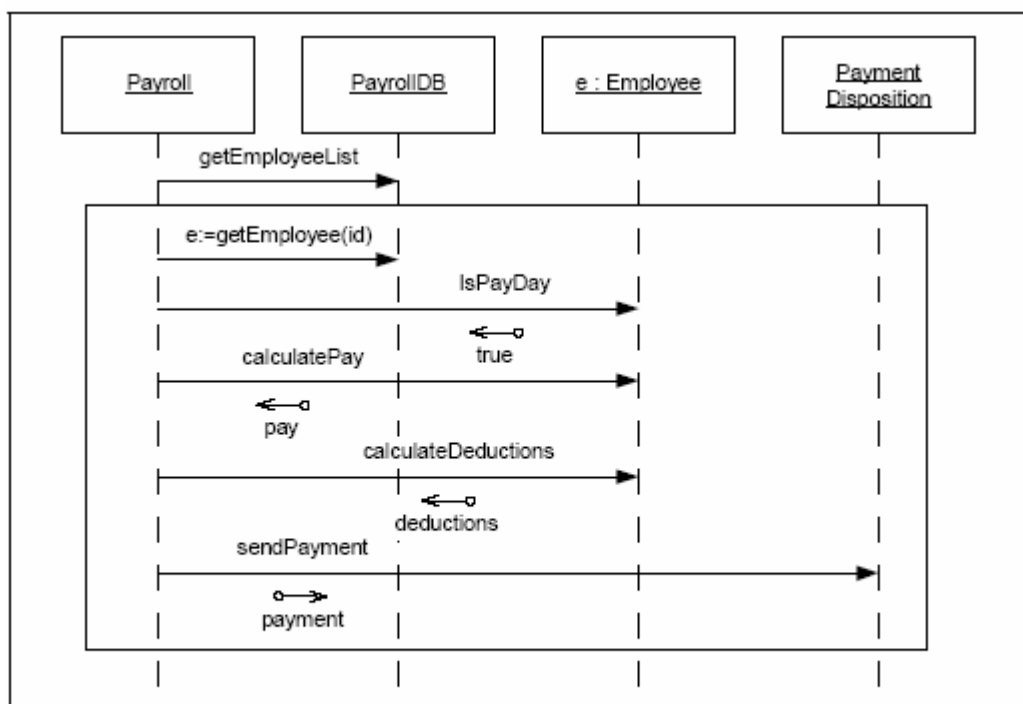 Payroll
PayrollDB
e : Employee
Payment
Disposition
getEmployeeList
e:=getEmployee(id)
IsPayDay
true
calculatePay
pay
calculateDeductions
deductions
sendPayment
payment